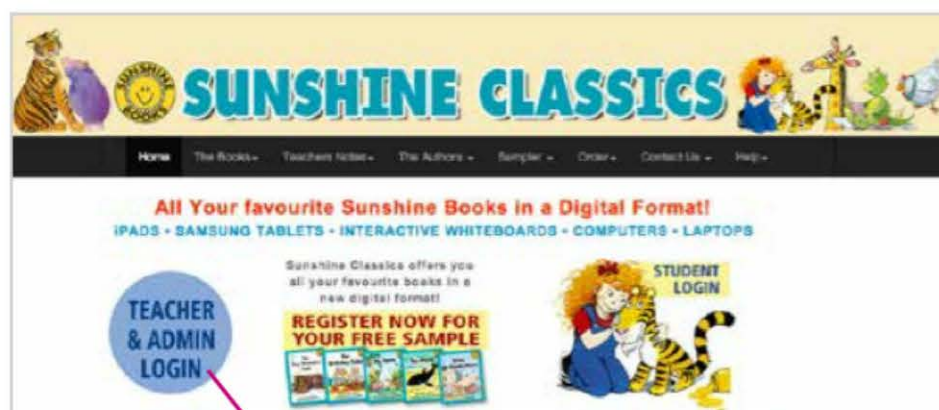 SUNSHINE BOOKS
SUNSHINE CLASSICS
Home The Books Teachers Notes The Authors Sampler Order Contact Us Help
All Your favourite Sunshine Books in a Digital Format!
iPADS • SAMSUNG TABLETS • INTERACTIVE WHITEBOARDS • COMPUTERS • LAPTOPS
TEACHER
& ADMIN
LOGIN
Sunshine Classics offers you
all your favourite books in a
new digital format!
REGISTER NOW FOR
YOUR FREE SAMPLE
STUDENT
LOGIN